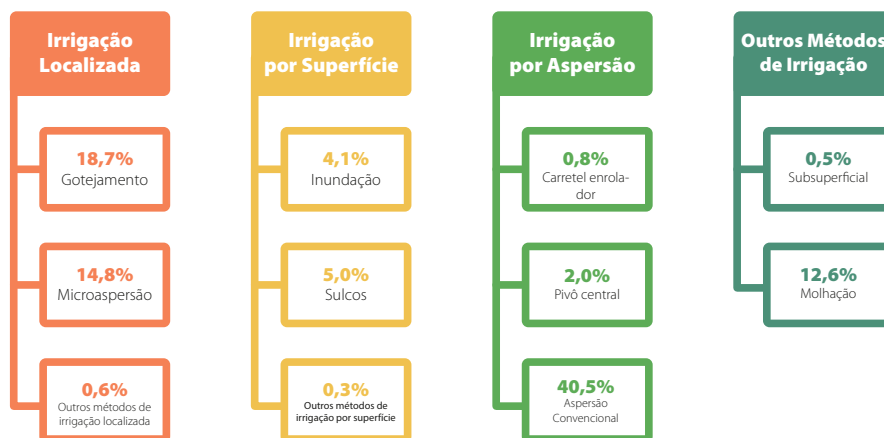 Irrigação
Localizada
18,7%
Gotejamento
14,8%
Microaspersão
0,6%
Outros métodos de
irrigação localizada
Irrigação
por Superfície
4,1%
Inundação
5,0%
Sulcos
0,3%
Outros métodos de
irrigação por superfície
Irrigação
por Aspersão
0,8%
Carretel enrola-
dor
2,0%
Pivô central
40,5%
Aspersão
Convencional
Outros Métodos
de Irrigação
0,5%
Subsuperficial
12,6%
Molhação